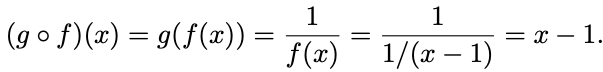 (g ∘ f)(x) = g(f(x)) = 1/f(x) = 1/(1/(x − 1)) = x − 1.